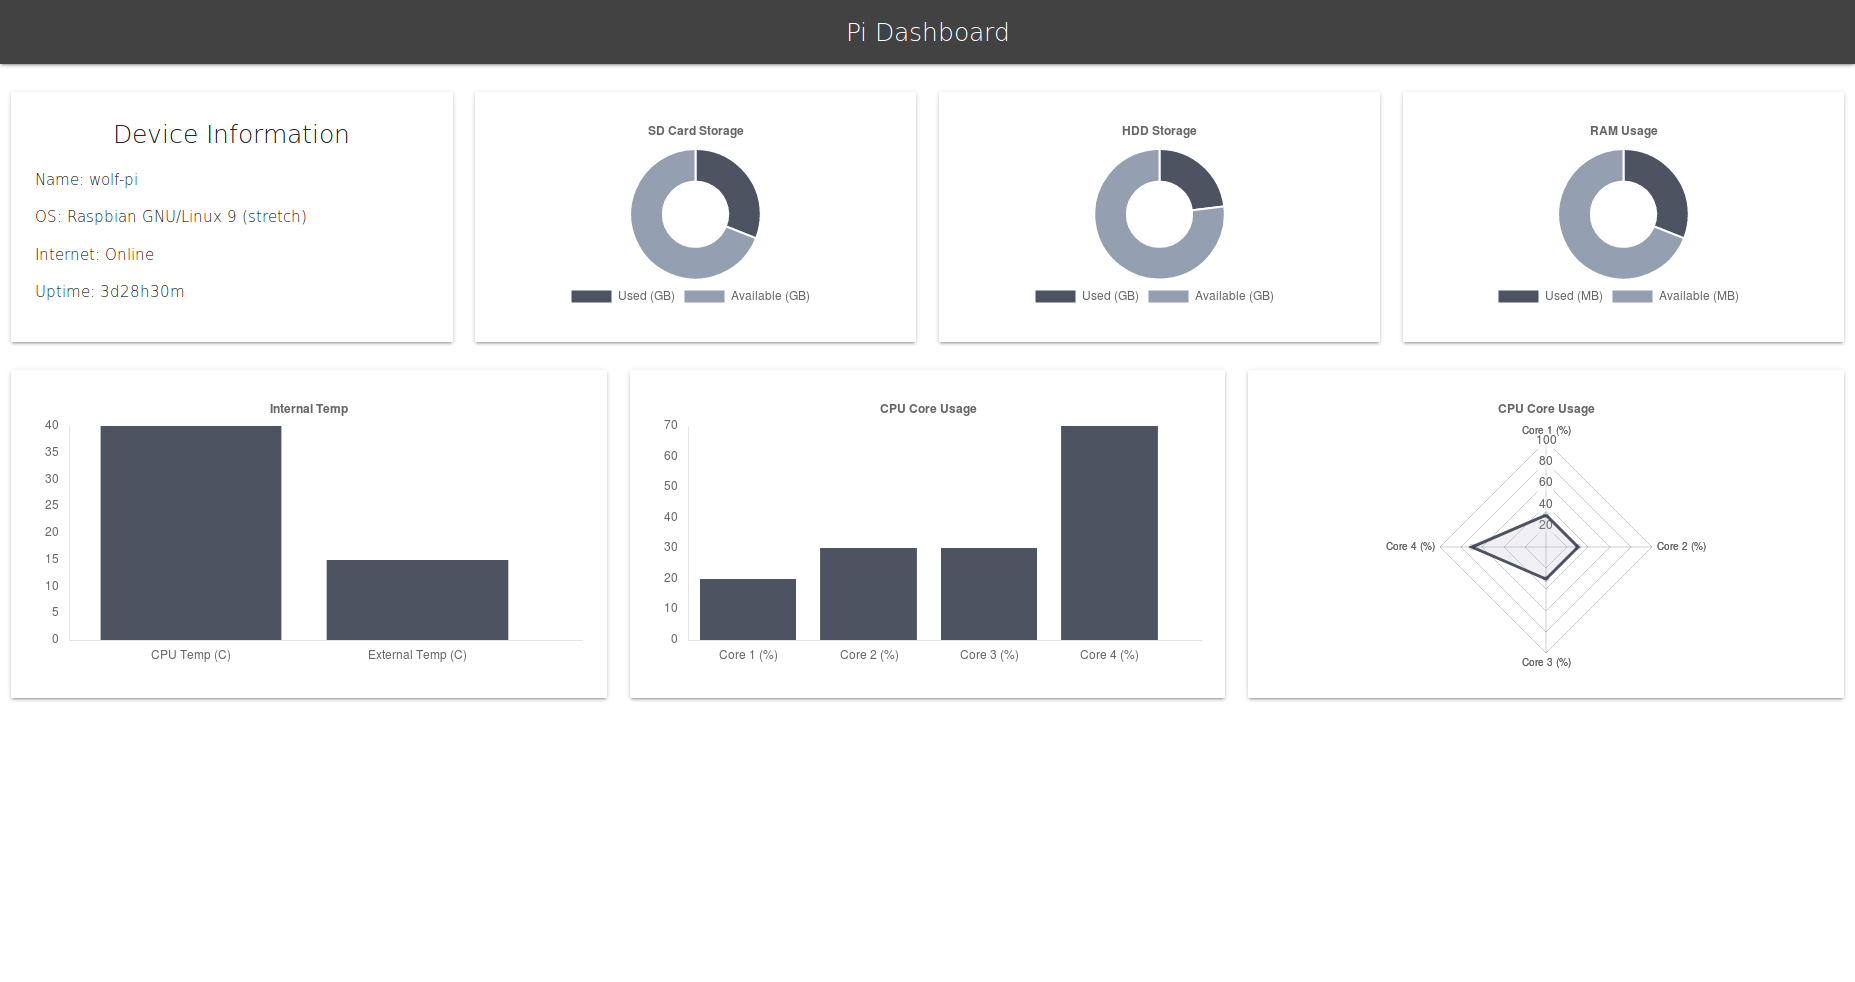 Pi Dashboard
Device Information
Name: wolf-pi
OS: Raspbian GNU/Linux 9 (stretch)
Internet: Online
Uptime: 3d28h30m
SD Card Storage
Used (GB) Available (GB)
HDD Storage
Used (GB) Available (GB)
RAM Usage
Used (MB) Available (MB)
Internal Temp
40
35
30
25
20
15
10
5
0
CPU Temp (C) External Temp (C)
CPU Core Usage
70
60
50
40
30
20
10
0
Core 1 (%) Core 2 (%) Core 3 (%) Core 4 (%)
CPU Core Usage
Core 1 (%)
100
80
60
40
20
Core 4 (%) Core 2 (%)
Core 3 (%)